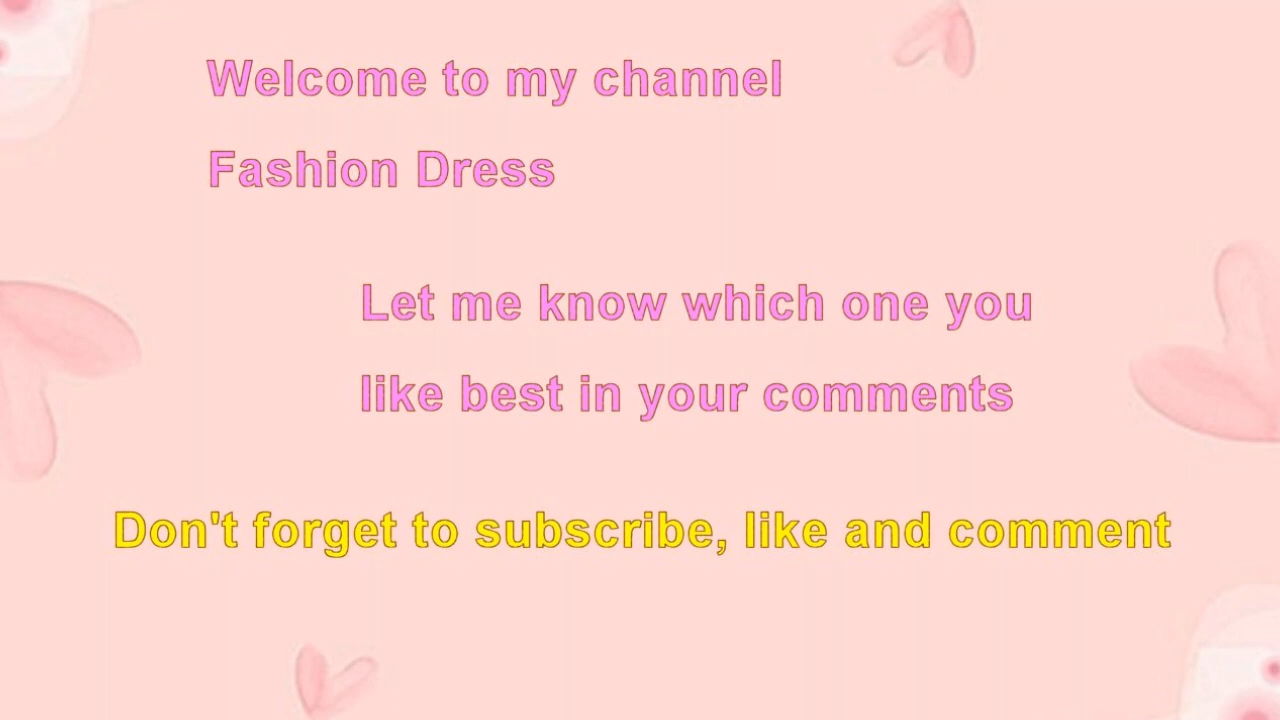 Welcome to my channel
Fashion Dress
Let me know which one you
like best in your comments
Don't forget to subscribe, like and comment